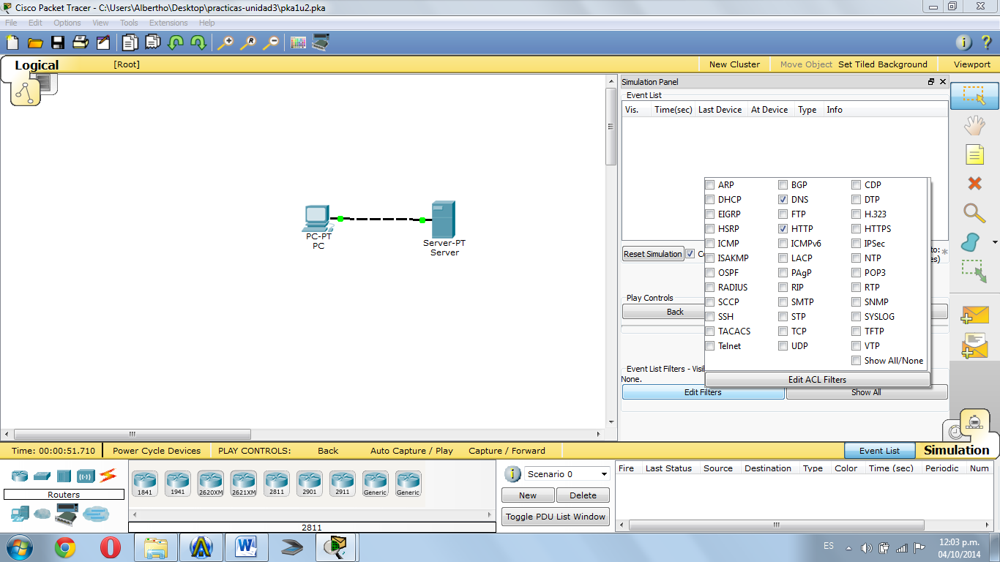 Cisco Packet Tracer - C:\Users\Albertho\Desktop\practicas-unidad3\pka1u2.pka
File Edit Options View Tools Extensions Help
Logical [Root] New Cluster Move Object Set Tiled Background Viewport
Simulation Panel
Event List
Vis. Time(sec) Last Device At Device Type Info
PC-PT
PC
Server-PT
Server
ARP BGP CDP
DHCP DNS DTP
EIGRP FTP H.323
HSRP HTTP HTTPS
ICMP ICMPv6 IPSec
ISAKMP LACP NTP
OSPF PAgP POP3
RADIUS RIP RTP
SCCP SMTP SNMP
SSH STP SYSLOG
TACACS TCP TFTP
Telnet UDP VTP
Show All/None
Edit ACL Filters
Reset Simulation
to:
es)
Play Controls
Back
Event List Filters - Visi
None.
Edit Filters Show All
Time: 00:00:51.710 Power Cycle Devices PLAY CONTROLS: Back Auto Capture / Play Capture / Forward Event List Simulation
Routers
1841 1941 2620XM 2621XM 2811 2901 2911 Generic Generic
2811
Scenario 0
New Delete
Toggle PDU List Window
Fire Last Status Source Destination Type Color Time (sec) Periodic Num
ES
12:03 p.m.
04/10/2014